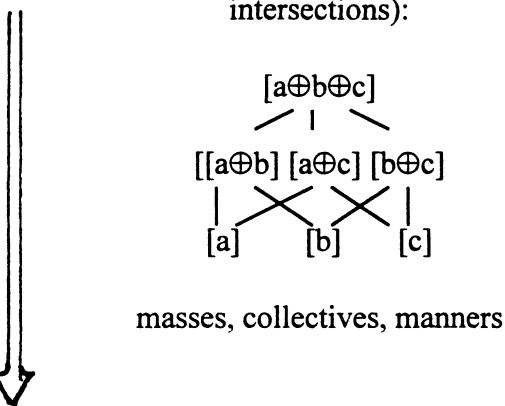 intersections):
[a⊕b⊕c]
[[a⊕b] [a⊕c] [b⊕c]
[a] [b] [c]
masses, collectives, manners